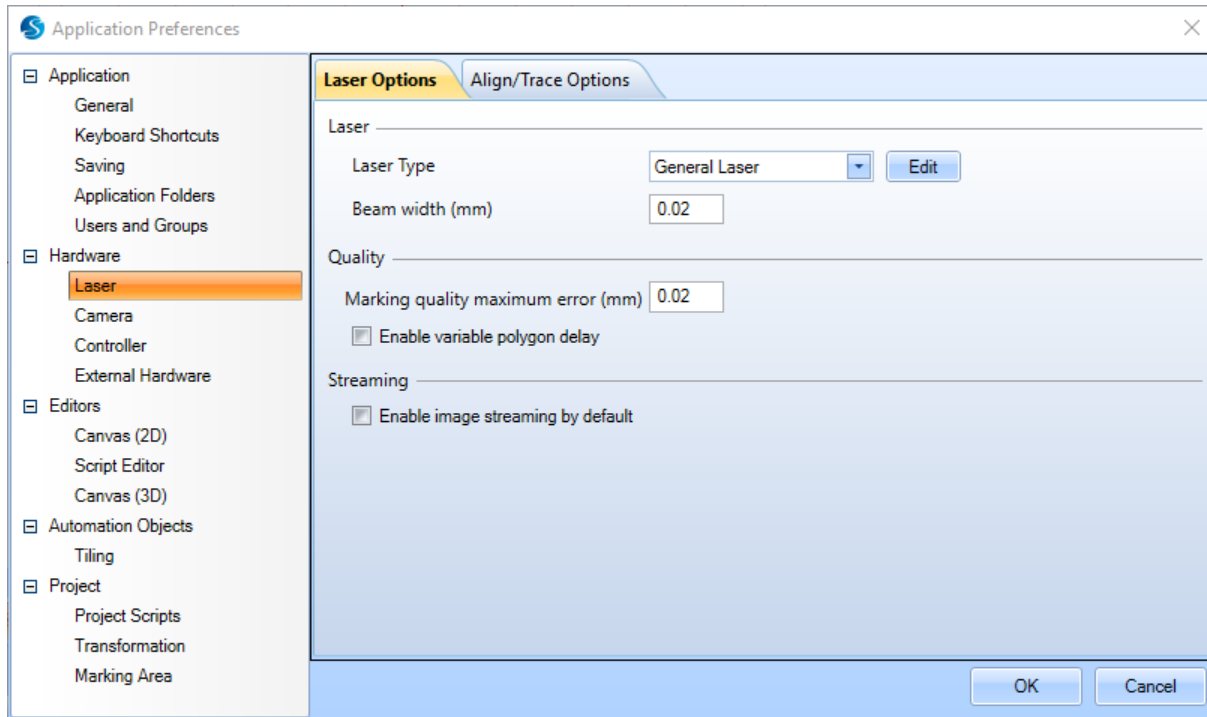 Application Preferences
Application
General
Keyboard Shortcuts
Saving
Application Folders
Users and Groups
Hardware
Laser
Camera
Controller
External Hardware
Editors
Canvas (2D)
Script Editor
Canvas (3D)
Automation Objects
Tiling
Project
Project Scripts
Transformation
Marking Area
Laser Options
Align/Trace Options
Laser
Laser Type General Laser Edit
Beam width (mm) 0.02
Quality
Marking quality maximum error (mm) 0.02
Enable variable polygon delay
Streaming
Enable image streaming by default
OK Cancel